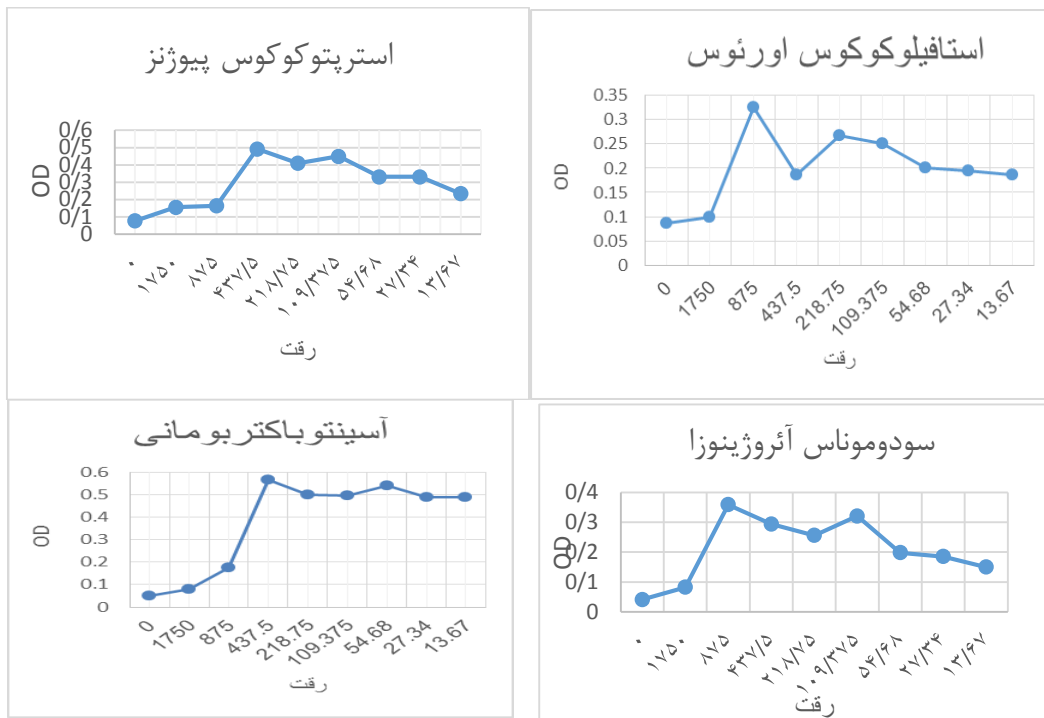 استرپتوکوکوس پیوژنز
OD
0/6
0/5
0/4
0/3
0/2
0/1
0
۰ ۱۷۵۰ ۸۷۵ ۴۳۷/۵ ۲۱۸/۷۵ ۱۰۹/۳۷۵ ۵۴/۶۸ ۲۷/۳۴ ۱۳/۶۷
رقت
استافیلوکوکوس اورئوس
OD
0.35
0.3
0.25
0.2
0.15
0.1
0.05
0
0 1750 875 437.5 218.75 109.375 54.68 27.34 13.67
رقت
آسینتوباکتربومانی
OD
0.6
0.5
0.4
0.3
0.2
0.1
0
0 1750 875 437.5 218.75 109.375 54.68 27.34 13.67
رقت
سودوموناس آئروژینوزا
OD
0/4
0/3
0/2
0/1
0
۰ ۱۷۵۰ ۸۷۵ ۴۳۷/۵ ۲۱۸/۷۵ ۱۰۹/۳۷۵ ۵۴/۶۸ ۲۷/۳۴ ۱۳/۶۷
رقت